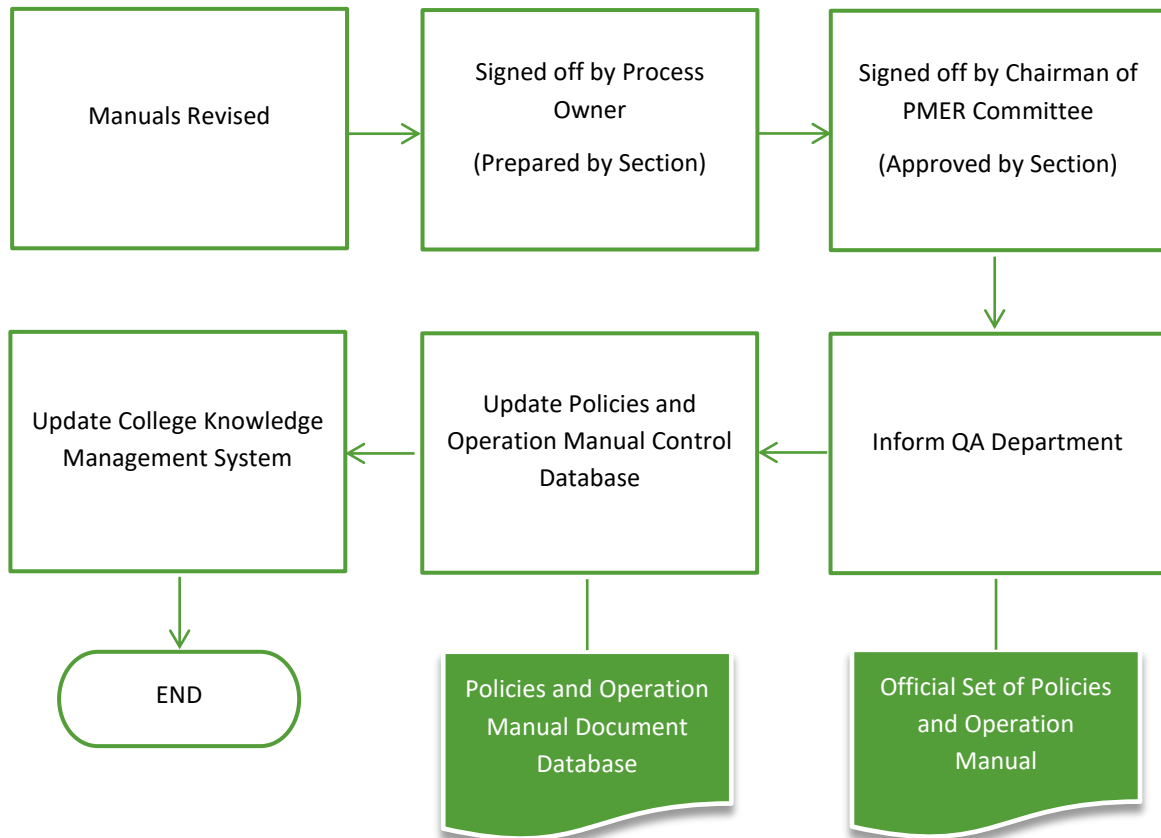 Manuals Revised
Signed off by Process
Owner
(Prepared by Section)
Signed off by Chairman of
PMER Committee
(Approved by Section)
Inform QA Department
Update Policies and
Operation Manual Control
Database
Update College Knowledge
Management System
END
Policies and Operation
Manual Document
Database
Official Set of Policies
and Operation
Manual